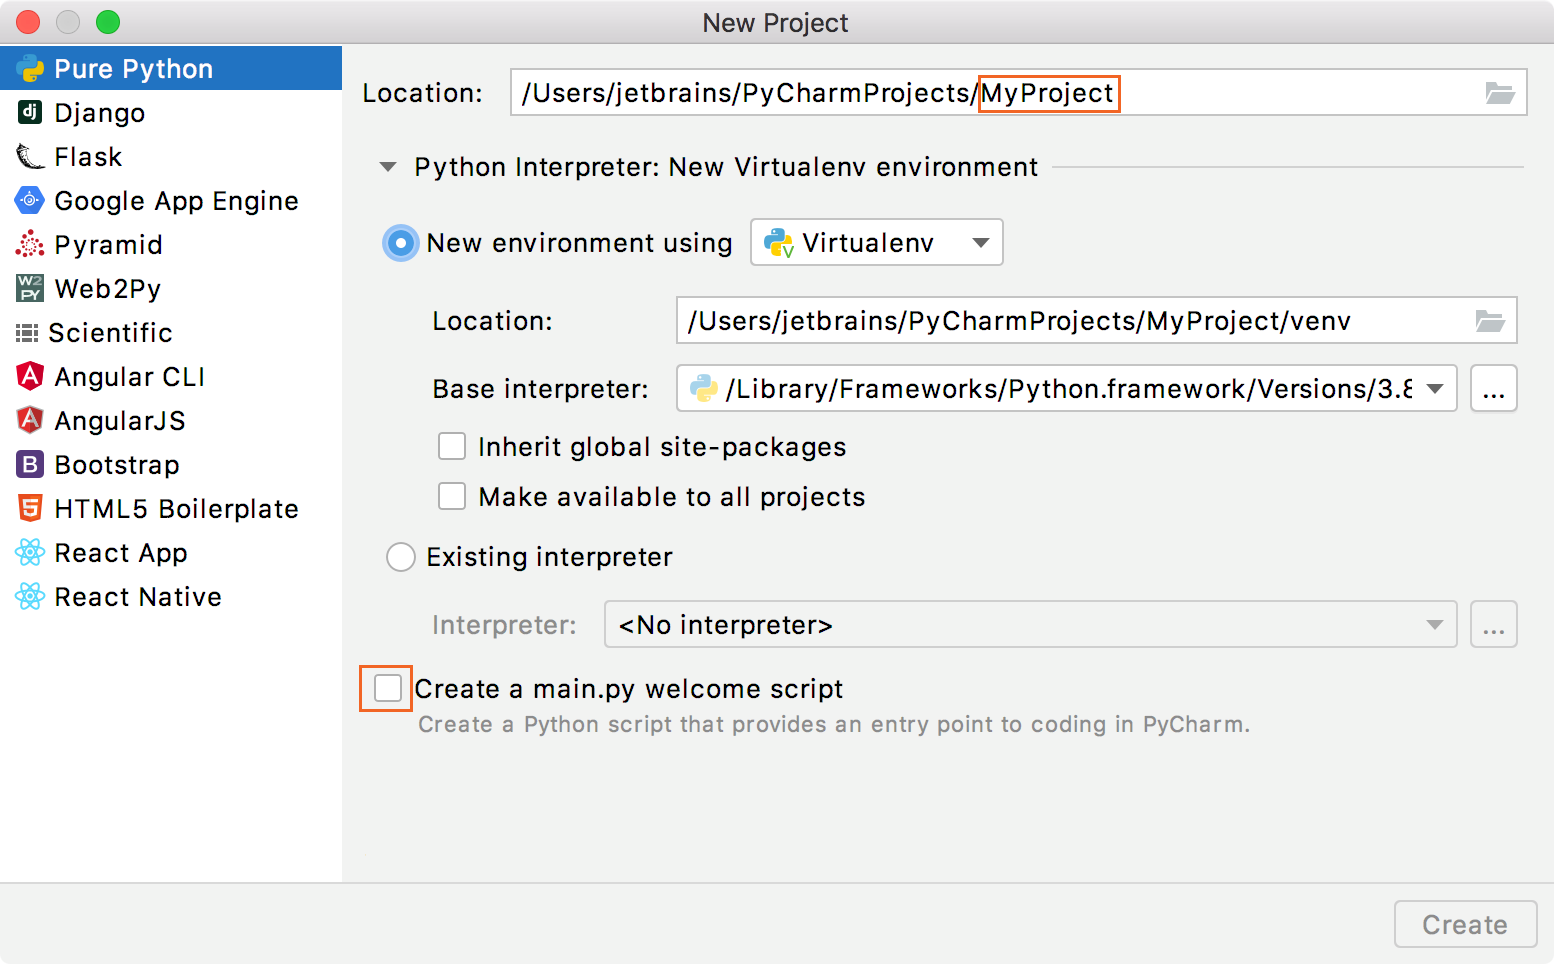 New Project
Pure Python
Django
Flask
Google App Engine
Pyramid
Web2Py
Scientific
Angular CLI
AngularJS
Bootstrap
HTML5 Boilerplate
React App
React Native
Location: /Users/jetbrains/PyCharmProjects/MyProject
Python Interpreter: New Virtualenv environment
New environment using Virtualenv
Location: /Users/jetbrains/PyCharmProjects/MyProject/venv
Base interpreter: /Library/Frameworks/Python.framework/Versions/3.8 ...
Inherit global site-packages
Make available to all projects
Existing interpreter
Interpreter: <No interpreter> ...
Create a main.py welcome script
Create a Python script that provides an entry point to coding in PyCharm.
Create